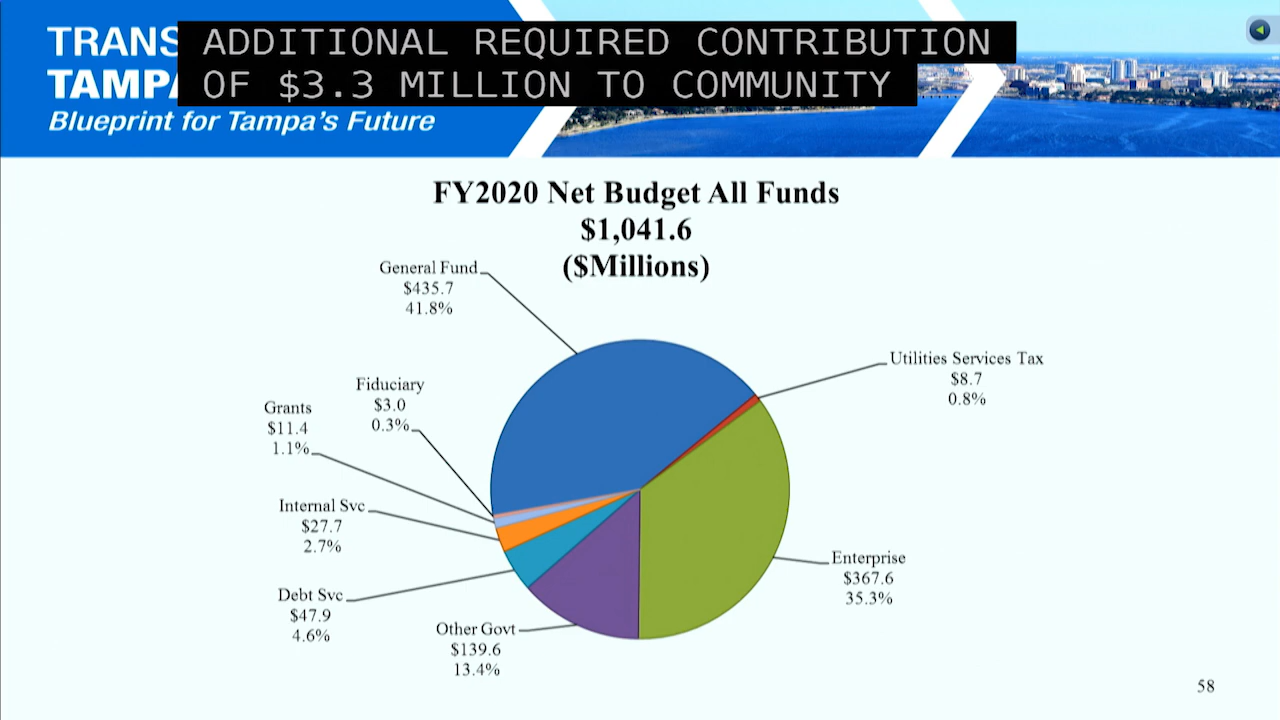 TRANS
TAMPA
ADDITIONAL REQUIRED CONTRIBUTION
OF $3.3 MILLION TO COMMUNITY
Blueprint for Tampa's Future
FY2020 Net Budget All Funds
$1,041.6
($Millions)
General Fund
$435.7
41.8%
Utilities Services Tax
$8.7
0.8%
Fiduciary
$3.0
0.3%
Grants
$11.4
1.1%
Internal Svc
$27.7
2.7%
Enterprise
$367.6
35.3%
Debt Svc
$47.9
4.6%
Other Govt
$139.6
13.4%
58